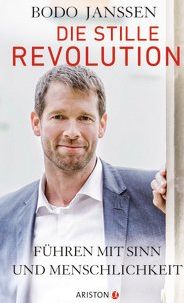 BODO JANSSEN
DIE STILLE
REVOLUTION
FÜHREN MIT SINN
UND MENSCHLICHKEIT
ARISTON